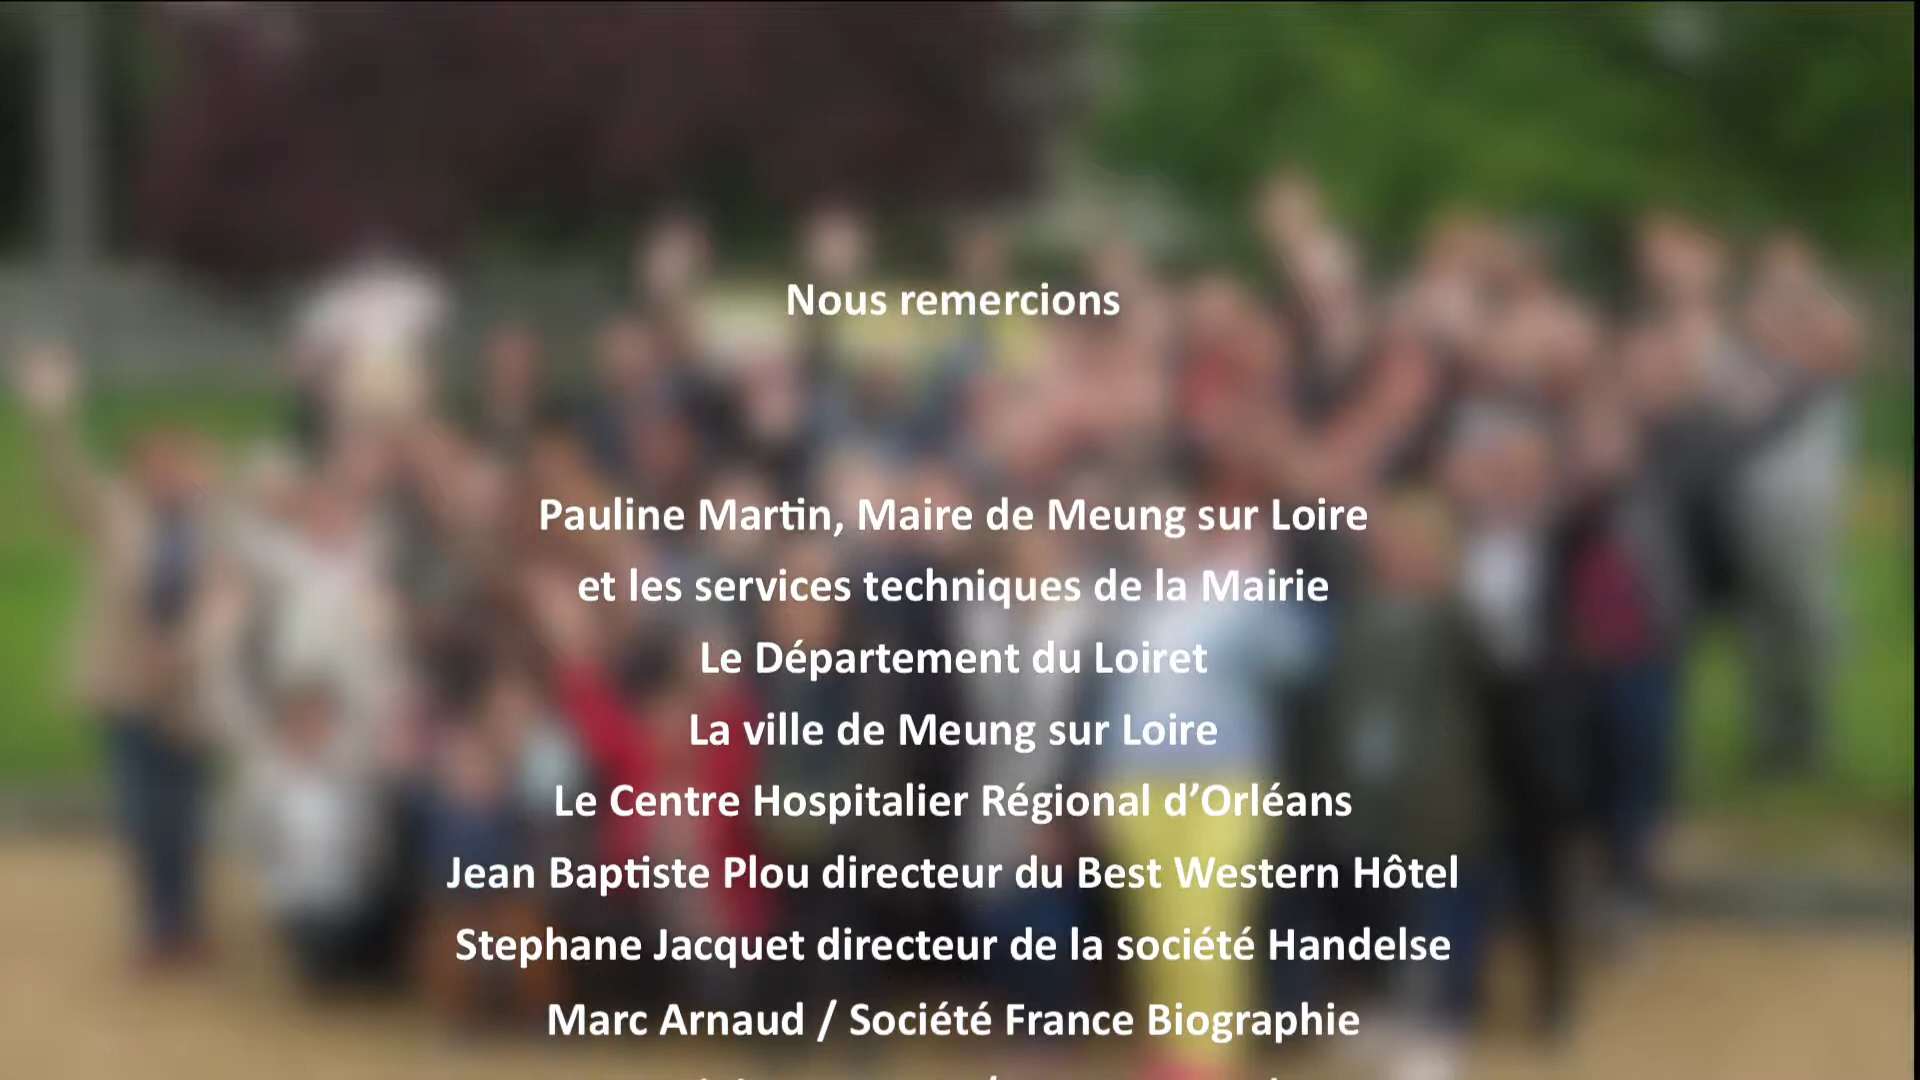 Nous remercions
Pauline Martin, Maire de Meung sur Loire
et les services techniques de la Mairie
Le Département du Loiret
La ville de Meung sur Loire
Le Centre Hospitalier Régional d’Orléans
Jean Baptiste Plou directeur du Best Western Hôtel
Stephane Jacquet directeur de la société Handelse
Marc Arnaud / Société France Biographie